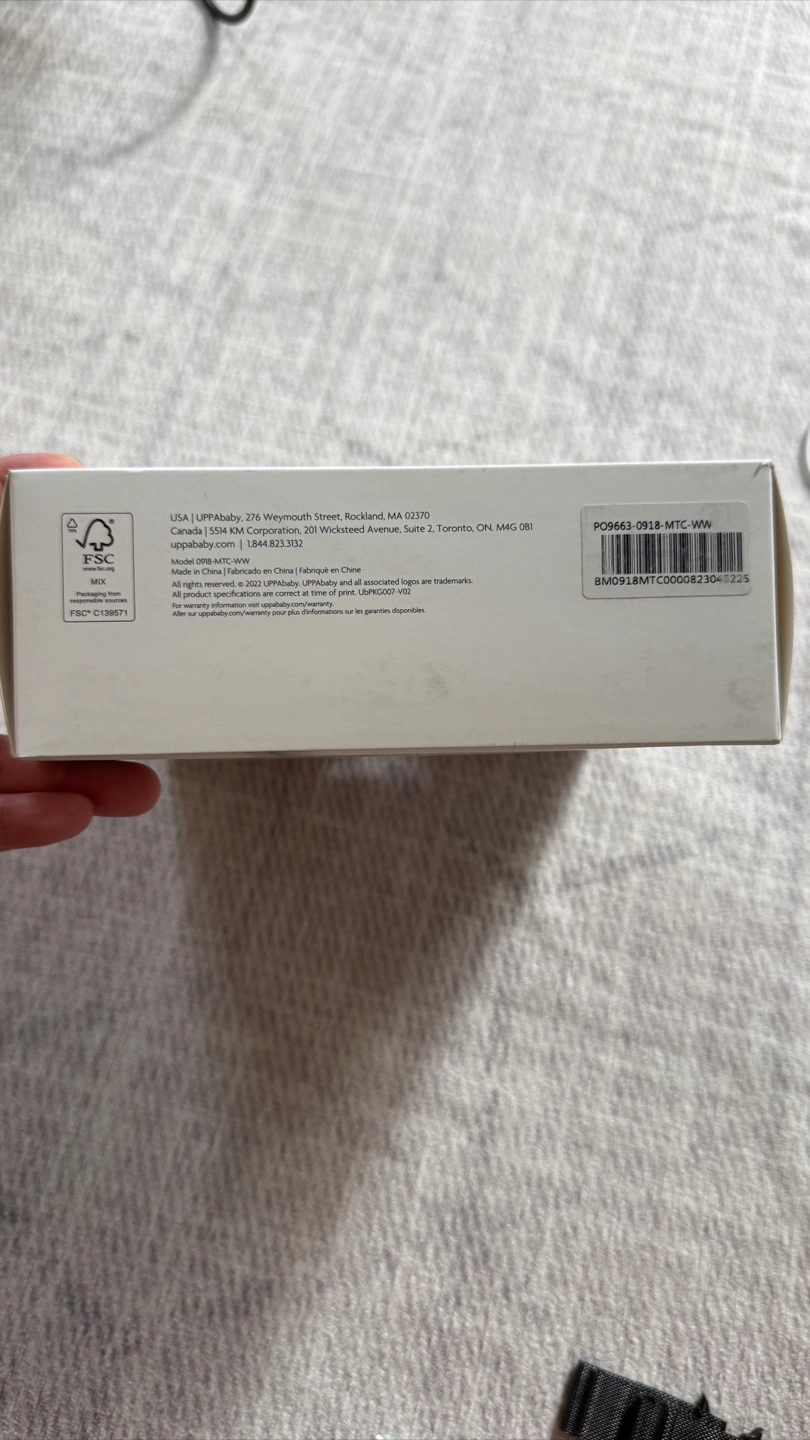 FSC®
www.fsc.org
MIX
Packaging from
responsible sources
FSC® C139571
USA | UPPAbaby, 276 Weymouth Street, Rockland, MA 02370
Canada | 5514 KM Corporation, 201 Wicksteed Avenue, Suite 2, Toronto, ON. M4G 0B1
uppababy.com | 1.844.823.3132
Model 0918-MTC-WW
Made in China | Fabricado en China | Fabriqué en Chine
All rights reserved. © 2022 UPPAbaby. UPPAbaby and all associated logos are trademarks.
All product specifications are correct at time of print. UbPKG007-V02
For warranty information visit uppababy.com/warranty.
Aller sur uppababy.com/warranty pour plus d'informations sur les garanties disponibles.
PO9663-0918-MTC-WW